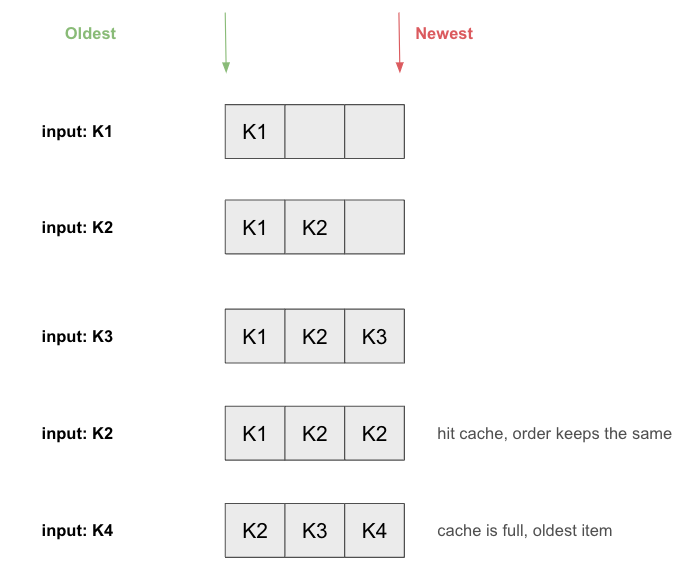 Oldest Newest
input: K1 K1
input: K2 K1 K2
input: K3 K1 K2 K3
input: K2 K1 K2 K2 hit cache, order keeps the same
input: K4 K2 K3 K4 cache is full, oldest item